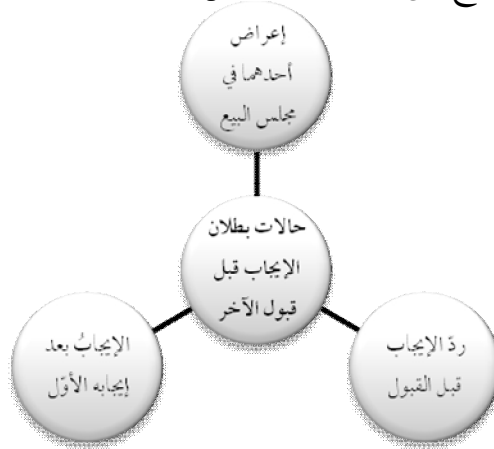 إعراض
أحدهما في
مجلس البيع
حالات بطلان
الإيجاب قبل
قبول الآخر
ردّ الإيجاب
قبل القبول
الإيجابُ بعد
إيجابه الأوّل